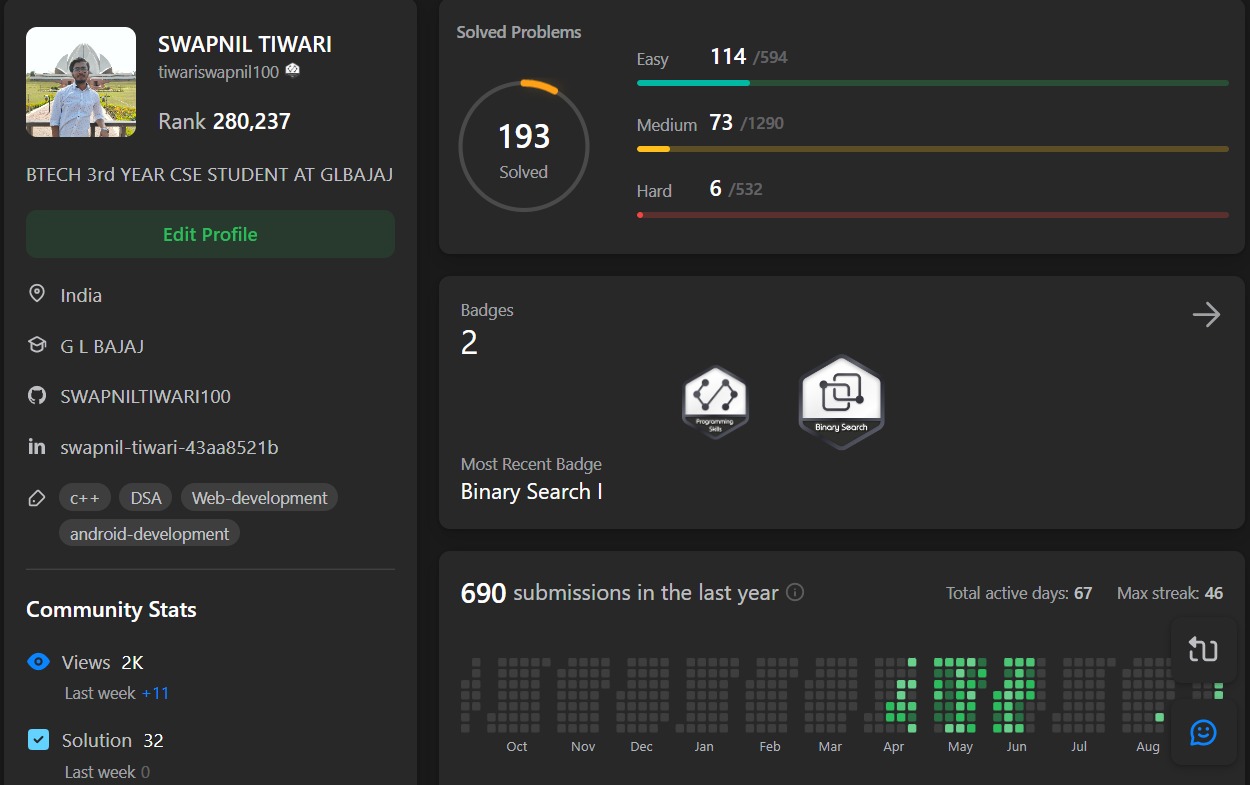 SWAPNIL TIWARI
tiwariswapnil100
Rank 280,237
BTECH 3rd YEAR CSE STUDENT AT GLBAJAJ
Edit Profile
India
G L BAJAJ
SWAPNILTIWARI100
in swapnil-tiwari-43aa8521b
c++ DSA Web-development
android-development
Community Stats
Views 2K
Last week +11
Solution 32
Last week 0
Solved Problems
193
Solved
Easy 114 /594
Medium 73 /1290
Hard 6 /532
Badges
2
Programming
Skills
Binary Search
Most Recent Badge
Binary Search I
690 submissions in the last year
Total active days: 67 Max streak: 46
Oct Nov Dec Jan Feb Mar Apr May Jun Jul Aug